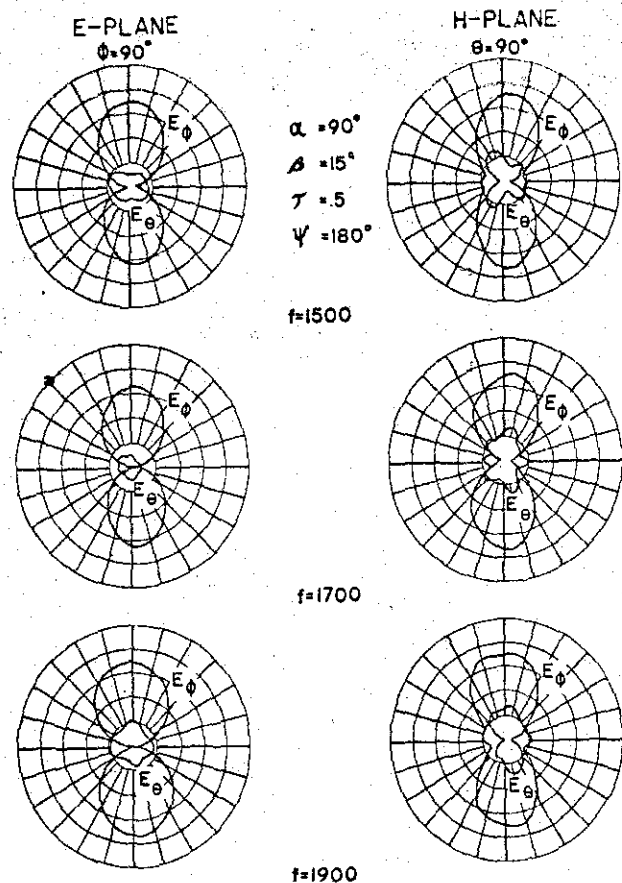 E-PLANE
Φ=90°
H-PLANE
θ=90°
Eϕ
Eθ
α =90°
β =15°
τ =.5
ψ =180°
Eϕ
Eθ
f=1500
Eϕ
Eθ
Eϕ
Eθ
f=1700
Eϕ
Eθ
Eϕ
Eθ
f=1900